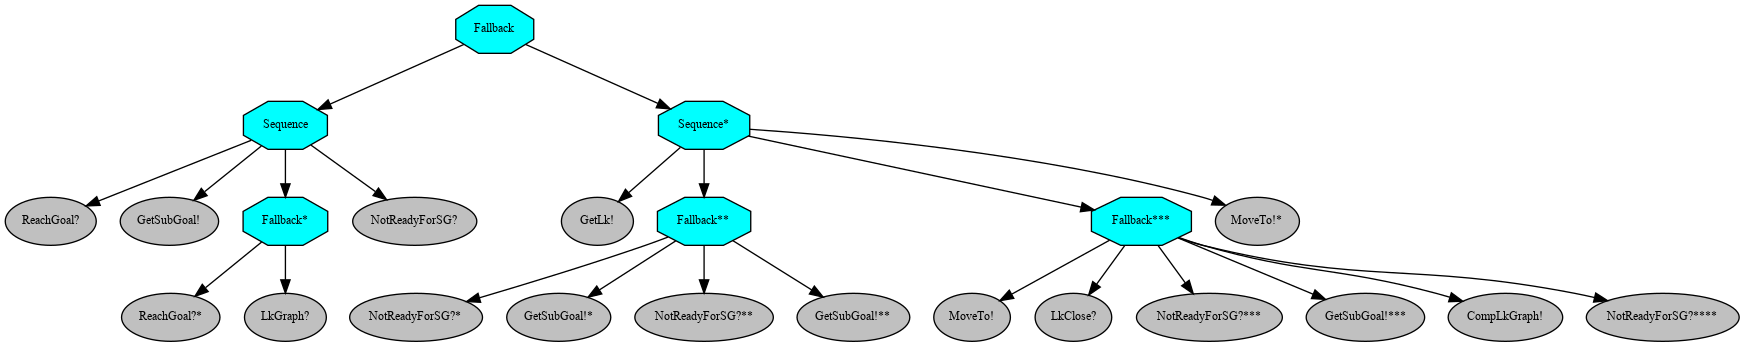 Fallback
Sequence
Sequence*
ReachGoal?
GetSubGoal!
Fallback*
NotReadyForSG?
GetLk!
Fallback**
Fallback***
MoveTo!*
ReachGoal?*
LkGraph?
NotReadyForSG?*
GetSubGoal!*
NotReadyForSG?**
GetSubGoal!**
MoveTo!
LkClose?
NotReadyForSG?***
GetSubGoal!***
CompLkGraph!
NotReadyForSG?****